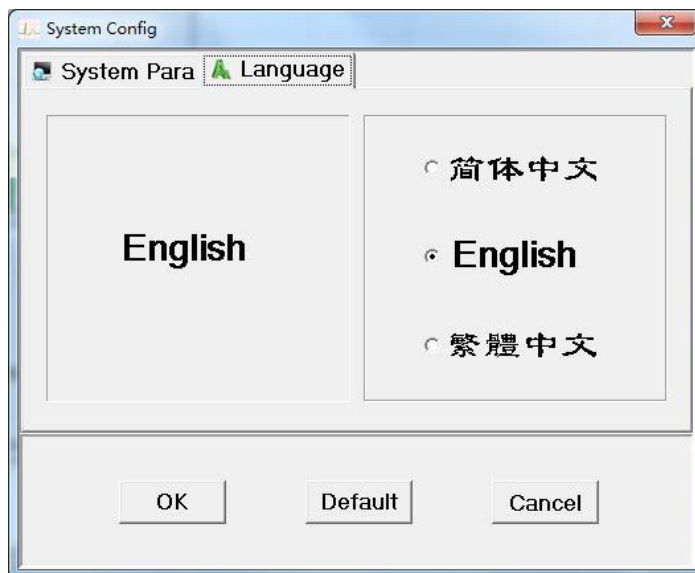 System Config
System Para Language
English
简体中文
English
繁體中文
OK Default Cancel